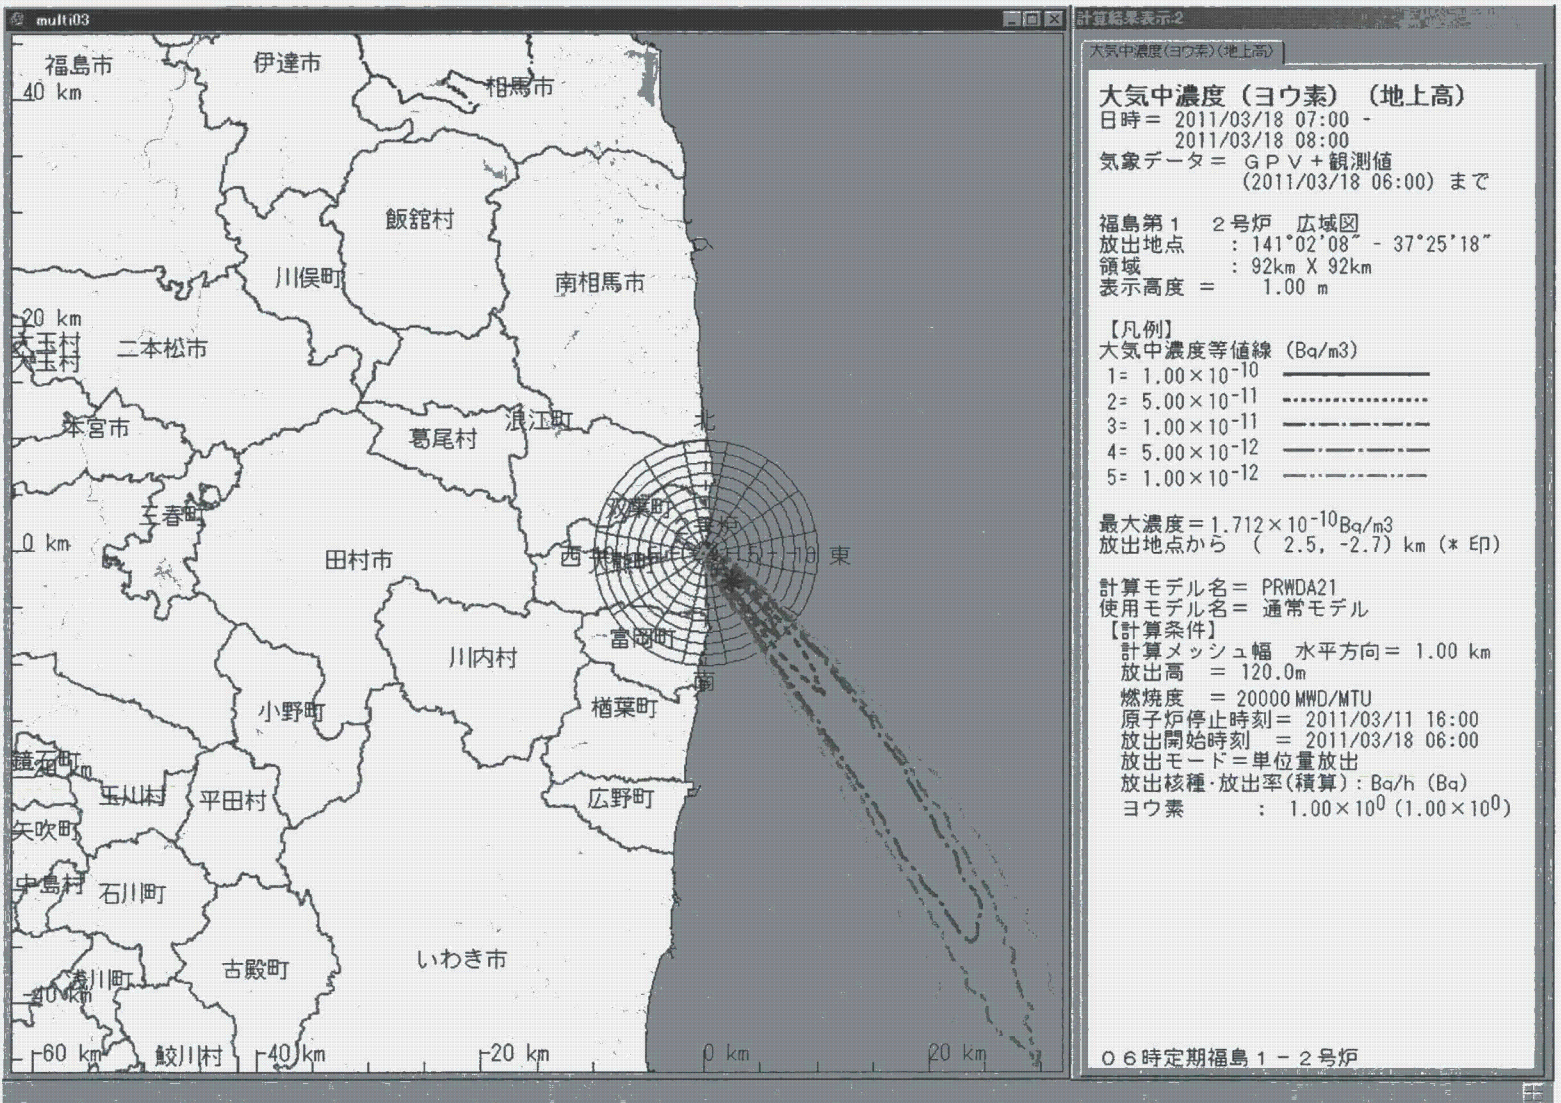 multi03
福島市
伊達市
相馬市
40 km
飯舘村
川俣町
南相馬市
20 km
大玉村
大玉村
二本松市
本宮市
葛尾村
浪江町
北
三春町
双葉町
0 km
田村市
西
東
富岡町
川内村
南
小野町
楢葉町
鏡石町
玉川村
平田村
広野町
矢吹町
中島村
石川町
いわき市
古殿町
浅川町
-40 km
鮫川村
-60 km
-40 km
-20 km
0 km
20 km
計算結果表示:2
大気中濃度(ヨウ素)(地上高)
大気中濃度（ヨウ素）（地上高）
日時＝ 2011/03/18 07:00 -
2011/03/18 08:00
気象データ＝ ＧＰＶ＋観測値
(2011/03/18 06:00) まで
福島第１ ２号炉 広域図
放出地点 : 141°02'08" - 37°25'18"
領域 : 92km X 92km
表示高度 ＝ 1.00 m
【凡例】
大気中濃度等値線 (Bq/m3)
1= 1.00×10⁻¹⁰
2= 5.00×10⁻¹¹
3= 1.00×10⁻¹¹
4= 5.00×10⁻¹²
5= 1.00×10⁻¹²
最大濃度＝1.712×10⁻¹⁰Bq/m3
放出地点から ( 2.5, -2.7) km (* 印)
計算モデル名＝ PRWDA21
使用モデル名＝ 通常モデル
【計算条件】
計算メッシュ幅 水平方向＝ 1.00 km
放出高 ＝ 120.0m
燃焼度 ＝ 20000MWD/MTU
原子炉停止時刻＝ 2011/03/11 16:00
放出開始時刻 ＝ 2011/03/18 06:00
放出モード＝単位量放出
放出核種･放出率(積算)：Bq/h (Bq)
ヨウ素 : 1.00×10⁰ (1.00×10⁰)
０６時定期福島１－２号炉